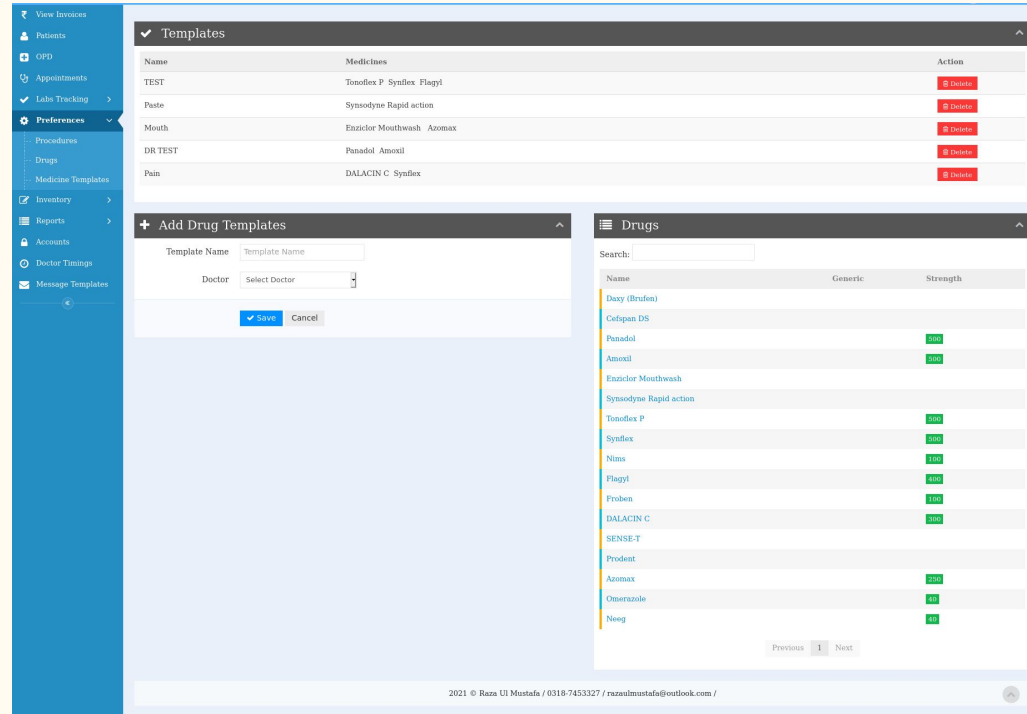 View Invoices
Patients
OPD
Appointments
Labs Tracking
Preferences
Procedures
Drugs
Medicine Templates
Inventory
Reports
Accounts
Doctor Timings
Message Templates
Templates
Name Medicines Action
TEST Tonoflex P Synflex Flagyl Delete
Paste Synsodyne Rapid action Delete
Mouth Enziclor Mouthwash Azomax Delete
DR TEST Panadol Amoxil Delete
Pain DALACIN C Synflex Delete
Add Drug Templates
Template Name Template Name
Doctor Select Doctor
Save Cancel
Drugs
Search:
Name Generic Strength
Daxy (Brufen)
Cefspan DS
Panadol 500
Amoxil 500
Enziclor Mouthwash
Synsodyne Rapid action
Tonoflex P 500
Synflex 500
Nims 100
Flagyl 400
Froben 100
DALACIN C 300
SENSE-T
Prodent
Azomax 250
Omerazole 40
Neeg 40
Previous 1 Next
2021 © Raza Ul Mustafa / 0318-7453327 / razaulmustafa@outlook.com /